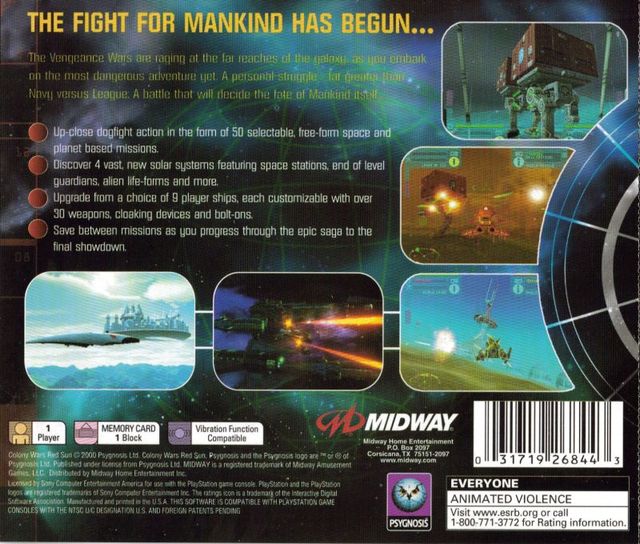 THE FIGHT FOR MANKIND HAS BEGUN...
The Vengeance Wars are raging at the far reaches of the galaxy, as you embark
on the most dangerous adventure yet. A personal struggle - far greater than
Navy versus League. A battle that will decide the fate of Mankind itself...
Up-close dogfight action in the form of 50 selectable, free-form space and
planet based missions.
Discover 4 vast, new solar systems featuring space stations, end of level
guardians, alien life-forms and more.
Upgrade from a choice of 9 player ships, each customizable with over
30 weapons, cloaking devices and bolt-ons.
Save between missions as you progress through the epic saga to the
final showdown.
1
Player
MEMORY CARD
1 Block
Vibration Function
Compatible
MIDWAY
Midway Home Entertainment
P.O. Box 2097
Corsicana, TX 75151-2097
www.midway.com
0 31719 26844 3
Colony Wars Red Sun © 2000 Psygnosis Ltd. Colony Wars Red Sun, Psygnosis and the Psygnosis logo are ™ or ® of
Psygnosis Ltd. Published under license from Psygnosis Ltd. MIDWAY is a registered trademark of Midway Amusement
Games, LLC. Distributed by Midway Home Entertainment Inc.
Licensed by Sony Computer Entertainment America for use with the PlayStation game console. PlayStation and the PlayStation
logos are registered trademarks of Sony Computer Entertainment Inc. The ratings icon is a trademark of the Interactive Digital
Software Association. Manufactured and printed in the U.S.A. THIS SOFTWARE IS COMPATIBLE WITH PLAYSTATION GAME
CONSOLES WITH THE NTSC U/C DESIGNATION. U.S. AND FOREIGN PATENTS PENDING
PSYGNOSIS
EVERYONE
ANIMATED VIOLENCE
Visit www.esrb.org or call
1-800-771-3772 for Rating information.